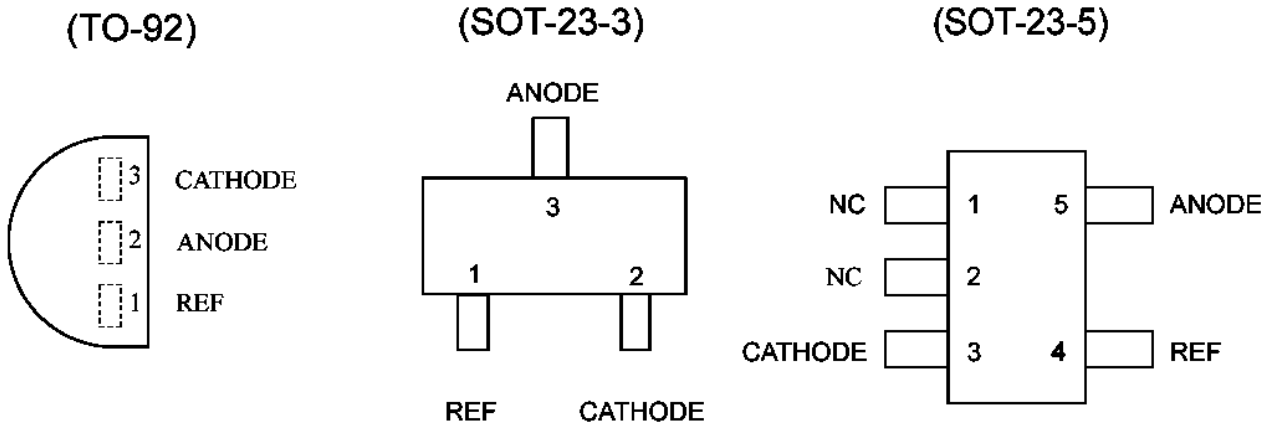 (TO-92)
3 CATHODE
2 ANODE
1 REF
(SOT-23-3)
ANODE
3
1 2
REF CATHODE
(SOT-23-5)
NC 1 5 ANODE
NC 2
CATHODE 3 4 REF